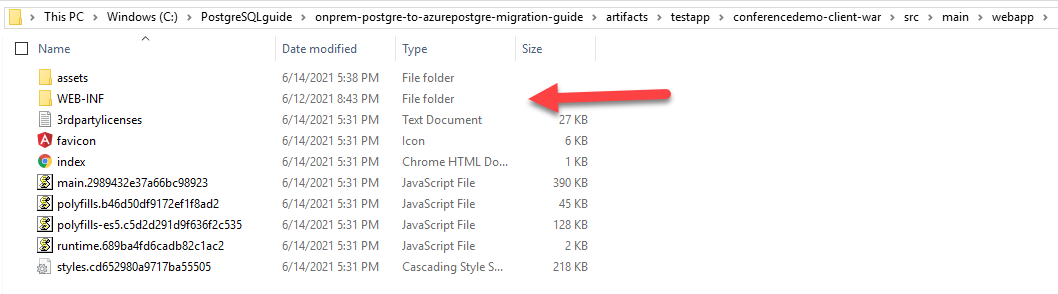 This PC > Windows (C:) > PostgreSQLguide > onprem-postgre-to-azurepostgre-migration-guide > artifacts > testapp > conferencedemo-client-war > src > main > webapp >
Name Date modified Type Size
assets 6/14/2021 5:38 PM File folder
WEB-INF 6/12/2021 8:43 PM File folder
3rdpartylicenses 6/14/2021 5:31 PM Text Document 27 KB
favicon 6/14/2021 5:31 PM Icon 6 KB
index 6/14/2021 5:31 PM Chrome HTML Do... 1 KB
main.2989432e37a66bc98923 6/14/2021 5:31 PM JavaScript File 390 KB
polyfills.b46d50df9172ef1f8ad2 6/14/2021 5:31 PM JavaScript File 45 KB
polyfills-es5.c5d2d291d9f636f2c535 6/14/2021 5:31 PM JavaScript File 128 KB
runtime.689ba4fd6cadb82c1ac2 6/14/2021 5:31 PM JavaScript File 2 KB
styles.cd652980a9717ba55505 6/14/2021 5:31 PM Cascading Style S... 218 KB